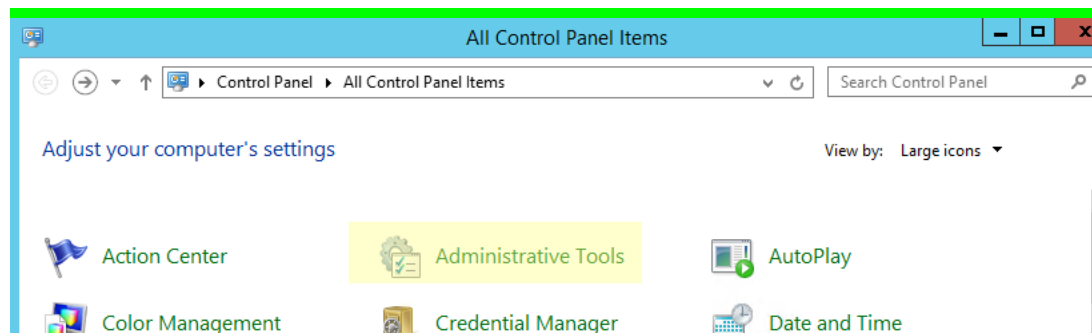 All Control Panel Items
Control Panel All Control Panel Items Search Control Panel
Adjust your computer's settings View by: Large icons
Action Center Administrative Tools AutoPlay
Color Management Credential Manager Date and Time